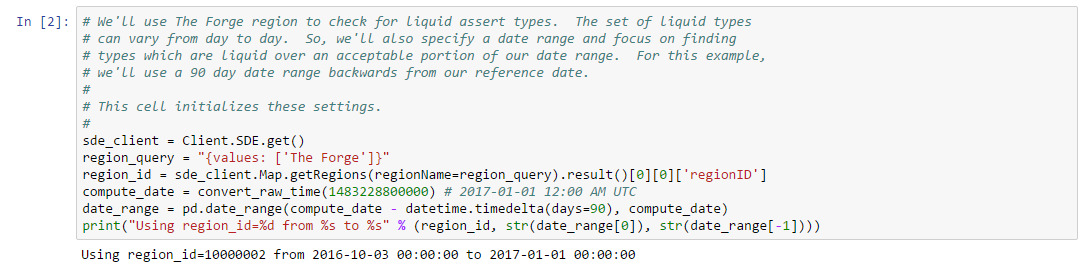 In [2]: # We'll use The Forge region to check for liquid assert types.  The set of liquid types
# can vary from day to day.  So, we'll also specify a date range and focus on finding
# types which are liquid over an acceptable portion of our date range.  For this example,
# we'll use a 90 day date range backwards from our reference date.
#
# This cell initializes these settings.
#
sde_client = Client.SDE.get()
region_query = "{values: ['The Forge']}"
region_id = sde_client.Map.getRegions(regionName=region_query).result()[0][0]['regionID']
compute_date = convert_raw_time(1483228800000) # 2017-01-01 12:00 AM UTC
date_range = pd.date_range(compute_date - datetime.timedelta(days=90), compute_date)
print("Using region_id=%d from %s to %s" % (region_id, str(date_range[0]), str(date_range[-1])))
Using region_id=10000002 from 2016-10-03 00:00:00 to 2017-01-01 00:00:00